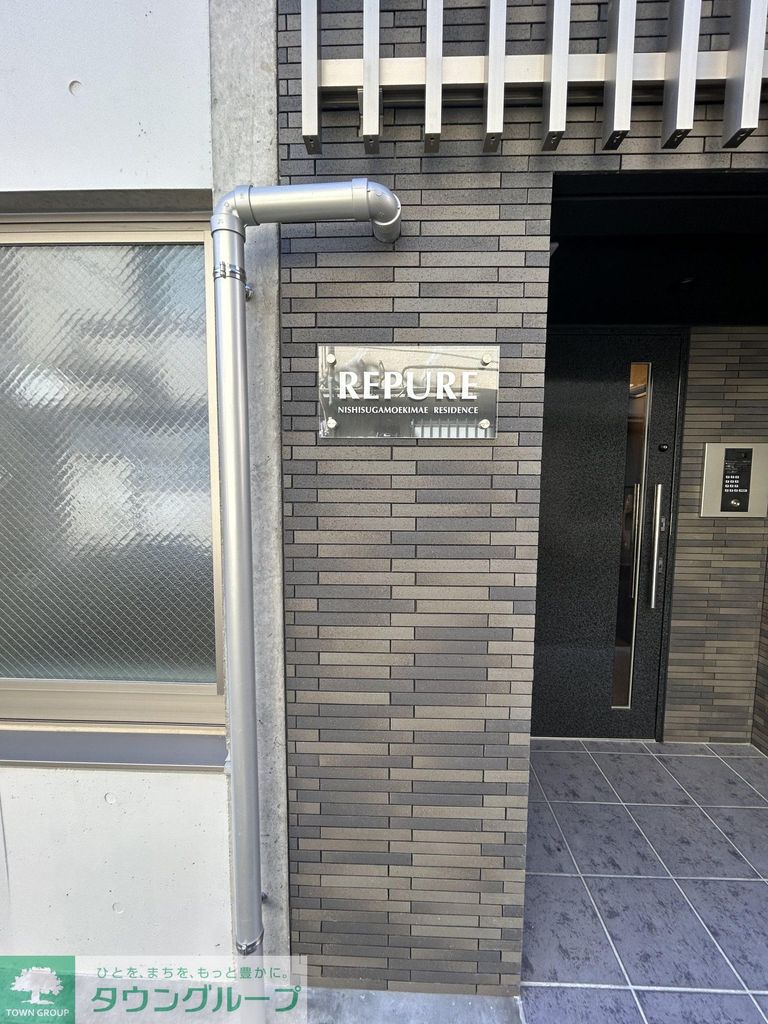 REPURE
NISHISUGAMOEKIMAE RESIDENCE
ひとを、まちを、もっと豊かに。
タウングループ
TOWN GROUP